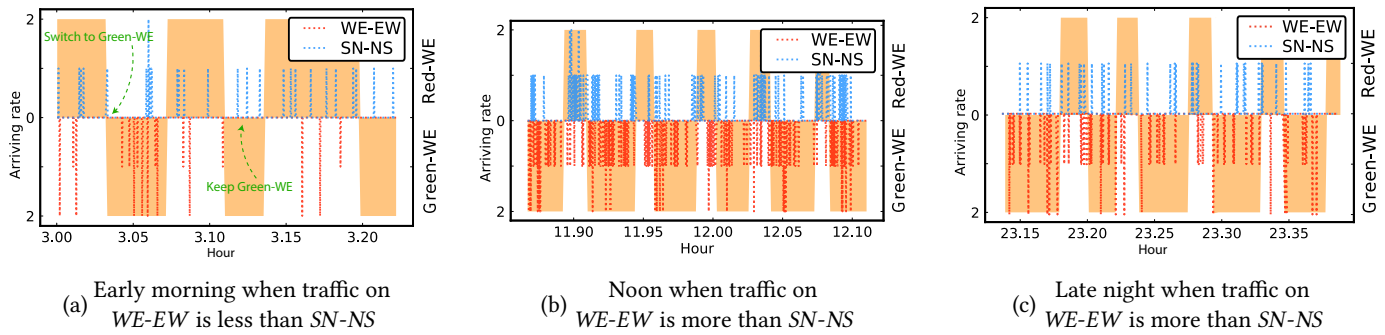 2
Switch to Green-WE
WE-EW
SN-NS
Arriving rate
Red-WE
0
Green-WE
Keep Green-WE
2
3.00 3.05 3.10 3.15 3.20
Hour
(a) Early morning when traffic on
WE-EW is less than SN-NS
2
WE-EW
SN-NS
Arriving rate
Red-WE
0
Green-WE
2
11.90 11.95 12.00 12.05 12.10
Hour
(b) Noon when traffic on
WE-EW is more than SN-NS
2
WE-EW
SN-NS
Arriving rate
Red-WE
0
Green-WE
2
23.15 23.20 23.25 23.30 23.35
Hour
(c) Late night when traffic on
WE-EW is more than SN-NS